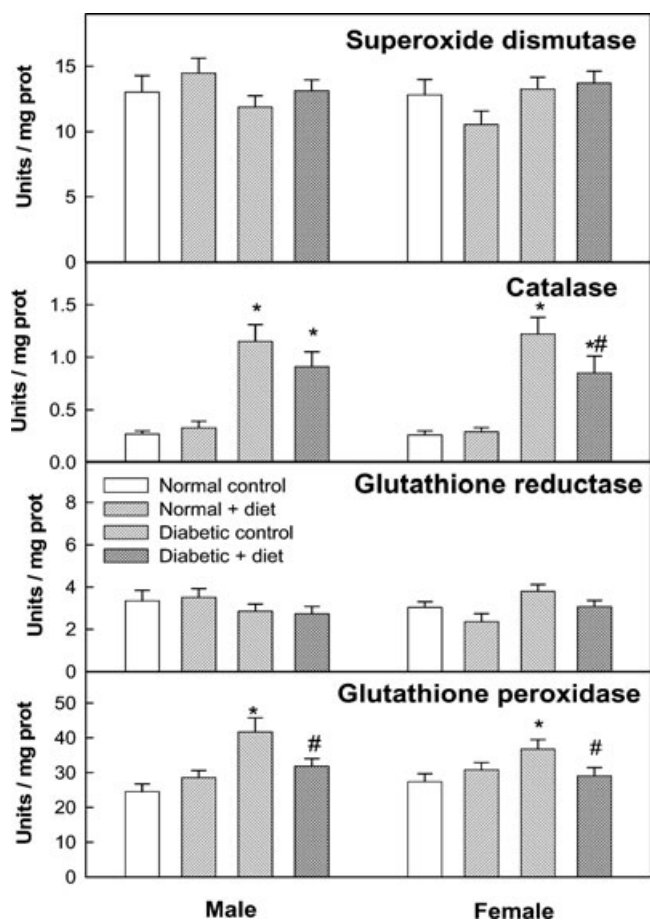 Superoxide dismutase
Units / mg prot
15
10
5
0
Catalase
Units / mg prot
1.5
1.0
0.5
0.0
* * * *#
Glutathione reductase
Units / mg prot
8
6
4
2
0
Normal control
Normal + diet
Diabetic control
Diabetic + diet
Glutathione peroxidase
Units / mg prot
50
40
30
20
10
0
* # * #
Male Female